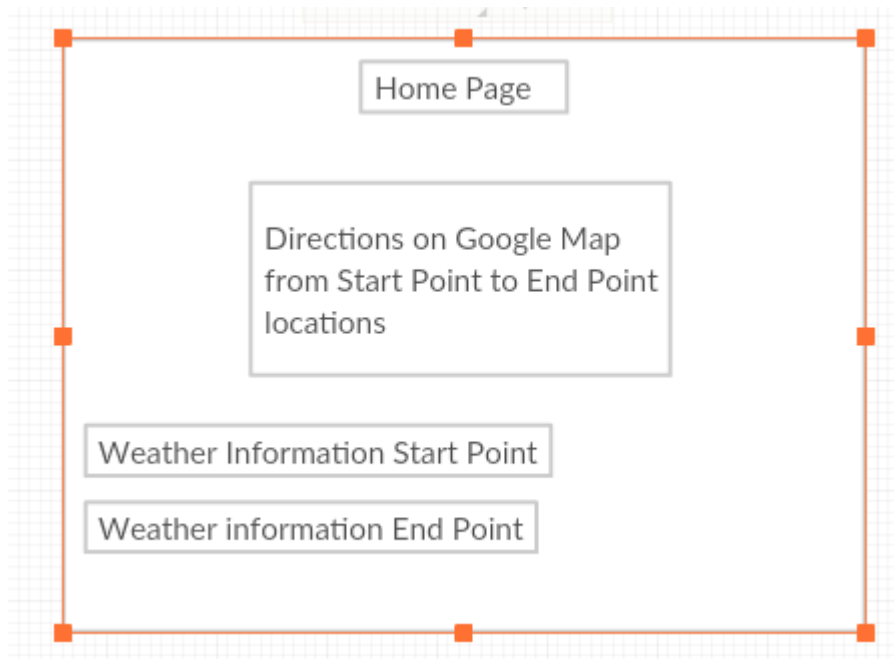 Home Page
Directions on Google Map
from Start Point to End Point
locations
Weather Information Start Point
Weather information End Point